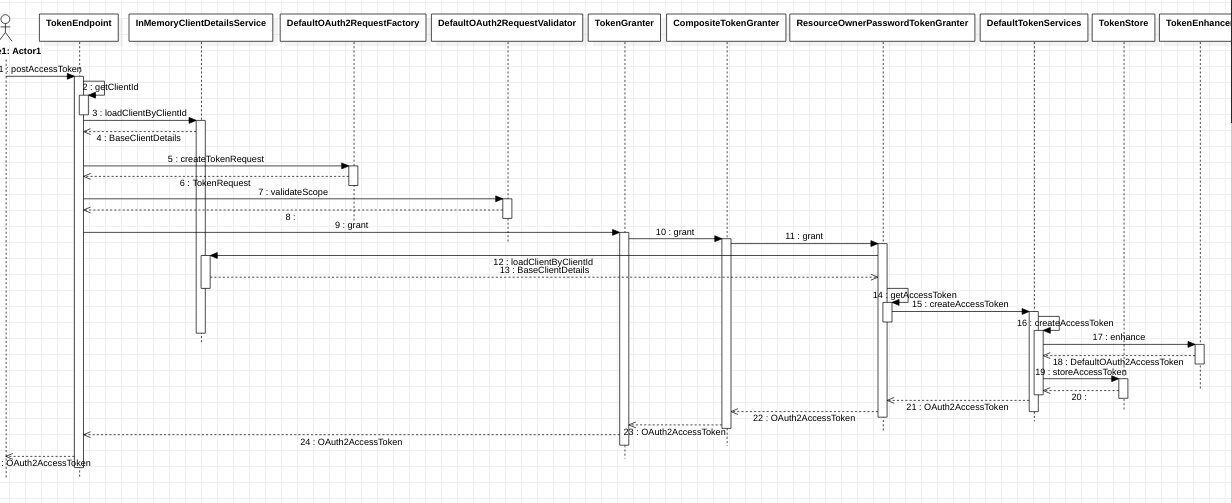 TokenEndpoint
InMemoryClientDetailsService
DefaultOAuth2RequestFactory
DefaultOAuth2RequestValidator
TokenGranter
CompositeTokenGranter
ResourceOwnerPasswordTokenGranter
DefaultTokenServices
TokenStore
TokenEnhancer
e1: Actor1
1 : postAccessToken
2 : getClientId
3 : loadClientByClientId
4 : BaseClientDetails
5 : createTokenRequest
6 : TokenRequest
7 : validateScope
8 :
9 : grant
10 : grant
11 : grant
12 : loadClientByClientId
13 : BaseClientDetails
14 : getAccessToken
15 : createAccessToken
16 : createAccessToken
17 : enhance
18 : DefaultOAuth2AccessToken
19 : storeAccessToken
20 :
21 : OAuth2AccessToken
22 : OAuth2AccessToken
23 : OAuth2AccessToken
24 : OAuth2AccessToken
: OAuth2AccessToken